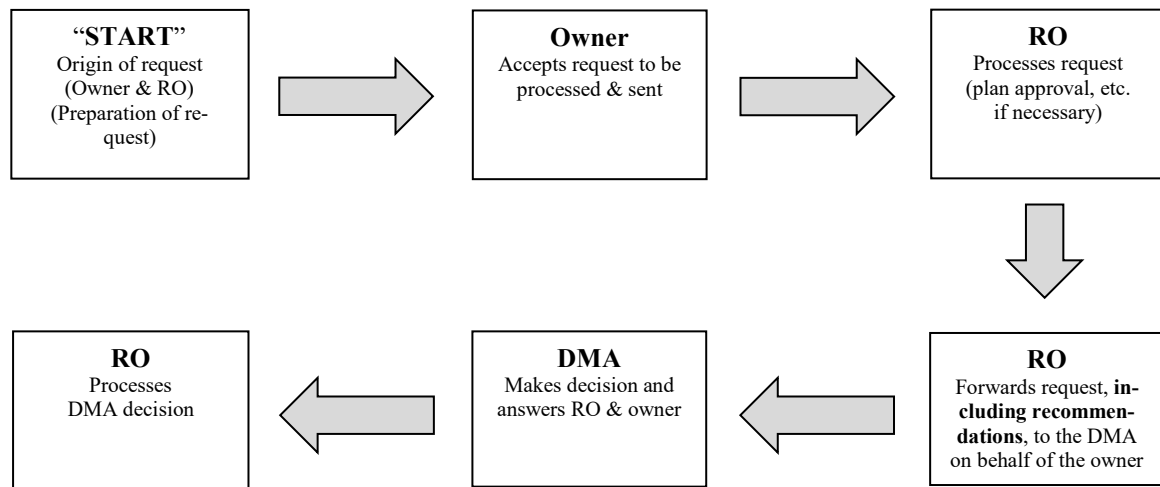 “START”
Origin of request
(Owner & RO)
(Preparation of re-
quest)
Owner
Accepts request to be
processed & sent
RO
Processes request
(plan approval, etc.
if necessary)
RO
Forwards request, in-
cluding recommen-
dations, to the DMA
on behalf of the owner
DMA
Makes decision and
answers RO & owner
RO
Processes
DMA decision